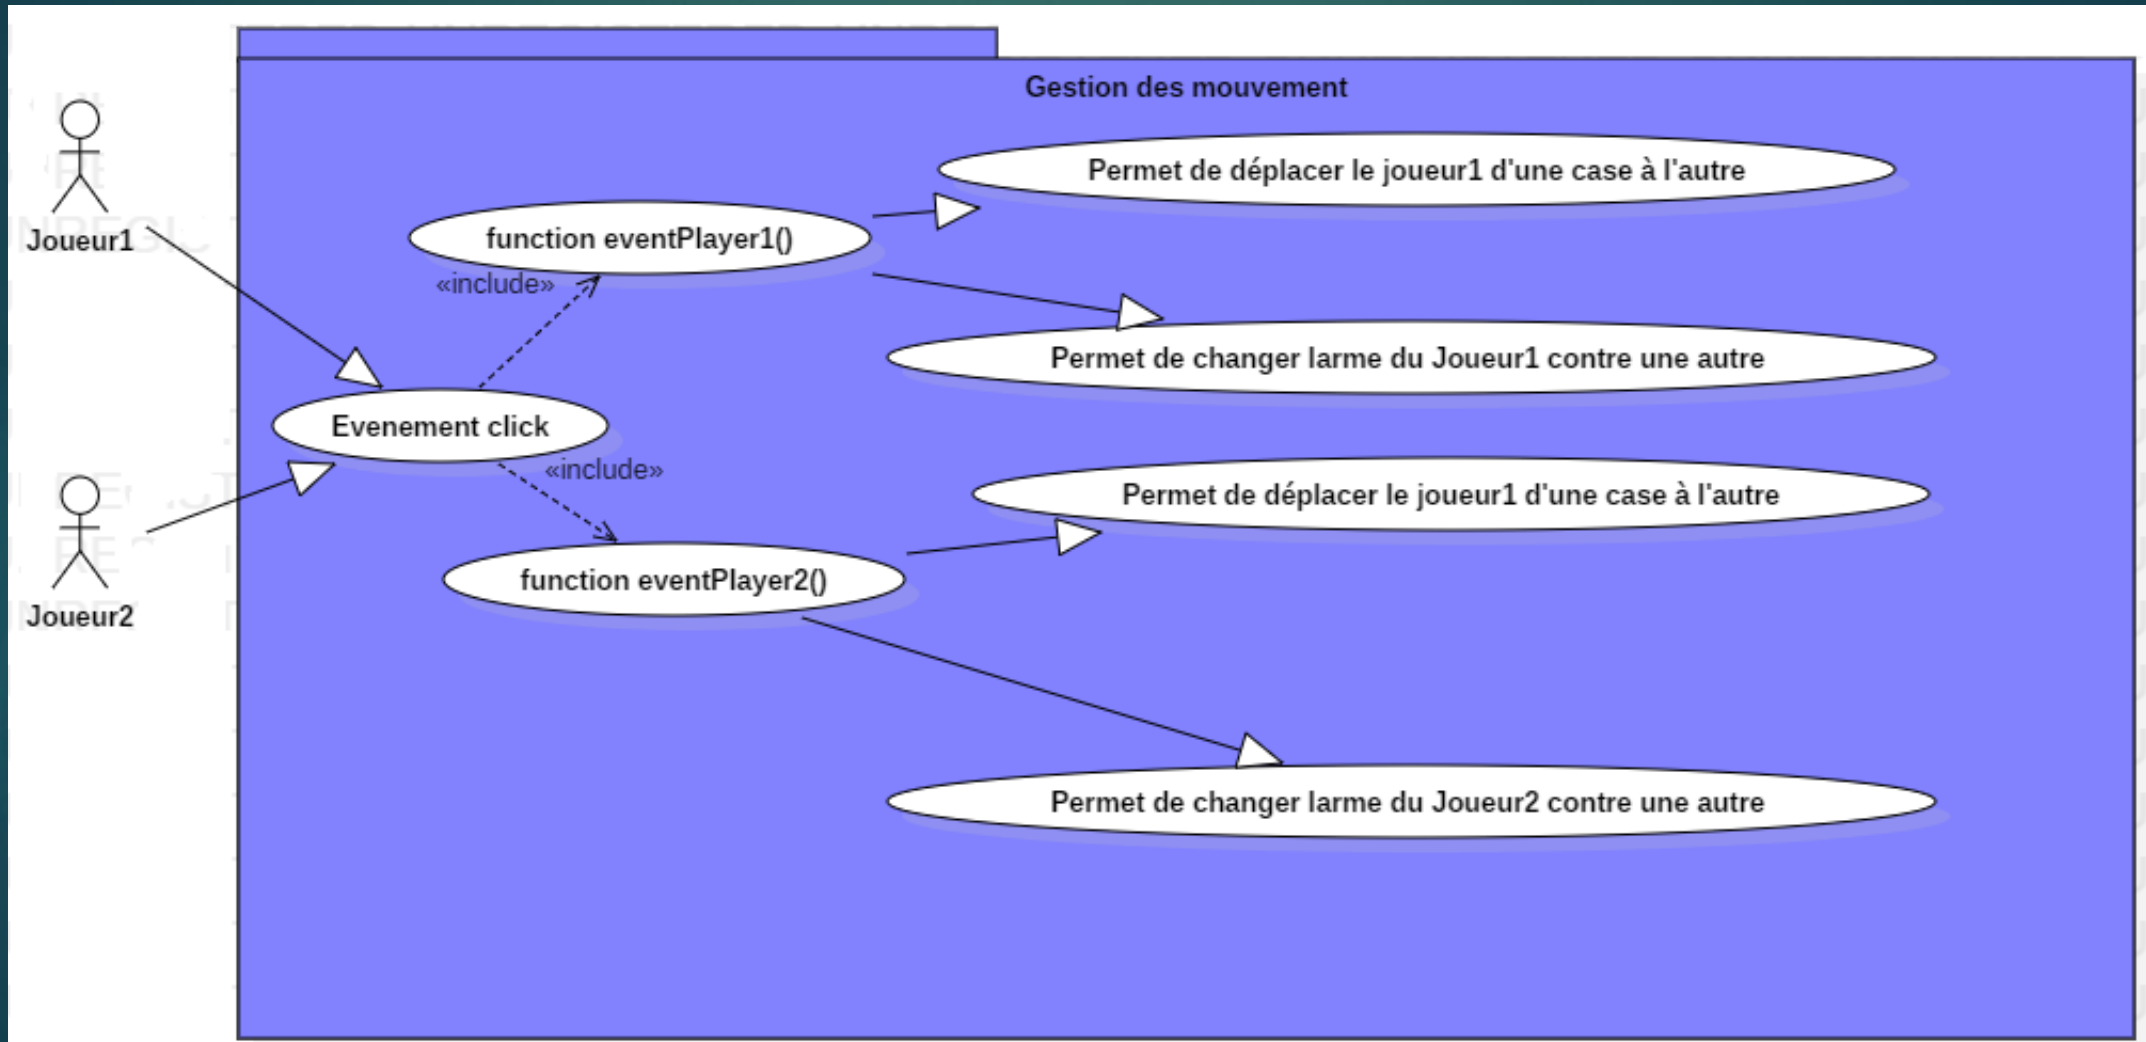 Gestion des mouvement
Joueur1
Permet de déplacer le joueur1 d'une case à l'autre
function eventPlayer1()
«include»
Permet de changer larme du Joueur1 contre une autre
Evenement click
«include»
Permet de déplacer le joueur1 d'une case à l'autre
Joueur2
function eventPlayer2()
Permet de changer larme du Joueur2 contre une autre